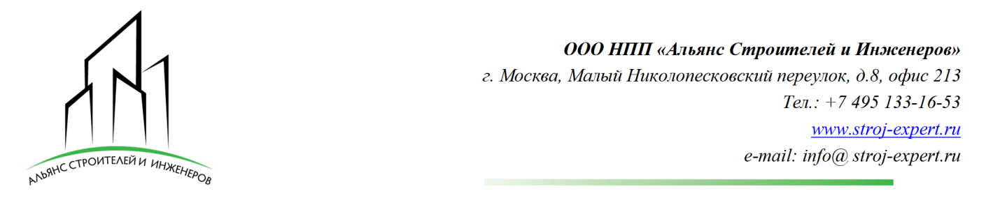 АЛЬЯНС СТРОИТЕЛЕЙ И ИНЖЕНЕРОВ
ООО НПП «Альянс Строителей и Инженеров»
г. Москва, Малый Николопесковский переулок, д.8, офис 213
Тел.: +7 495 133-16-53
www.stroj-expert.ru
e-mail: info@ stroj-expert.ru